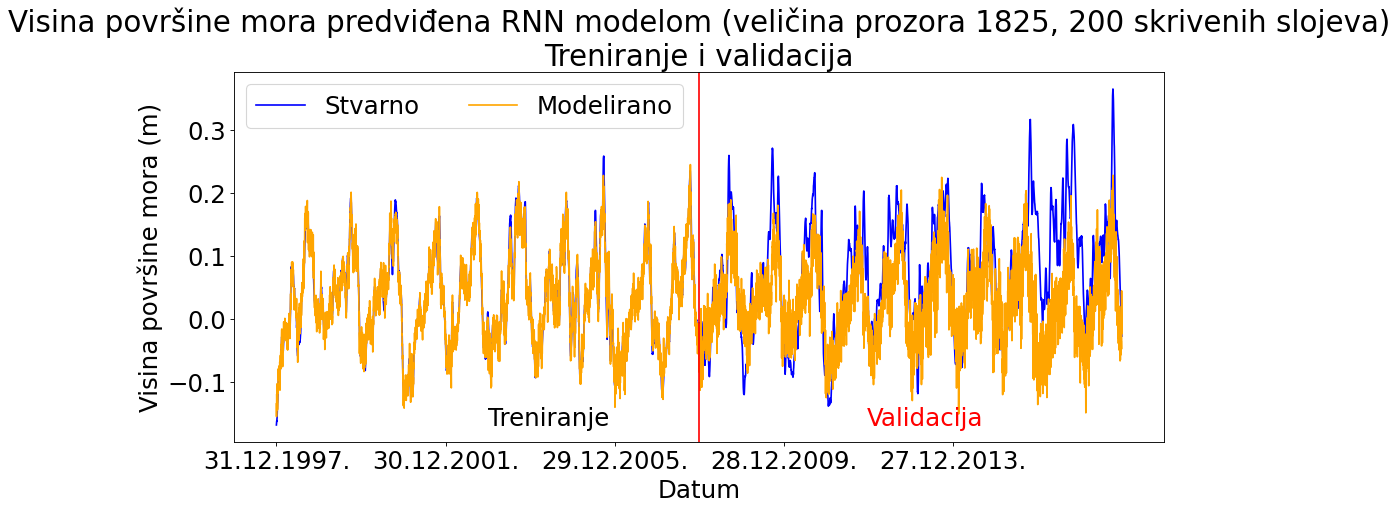 Visina površine mora predviđena RNN modelom (veličina prozora 1825, 200 skrivenih slojeva)
Treniranje i validacija
Stvarno
Modelirano
Visina površine mora (m)
0.3
0.2
0.1
0.0
−0.1
Treniranje
Validacija
31.12.1997.
30.12.2001.
29.12.2005.
28.12.2009.
27.12.2013.
Datum